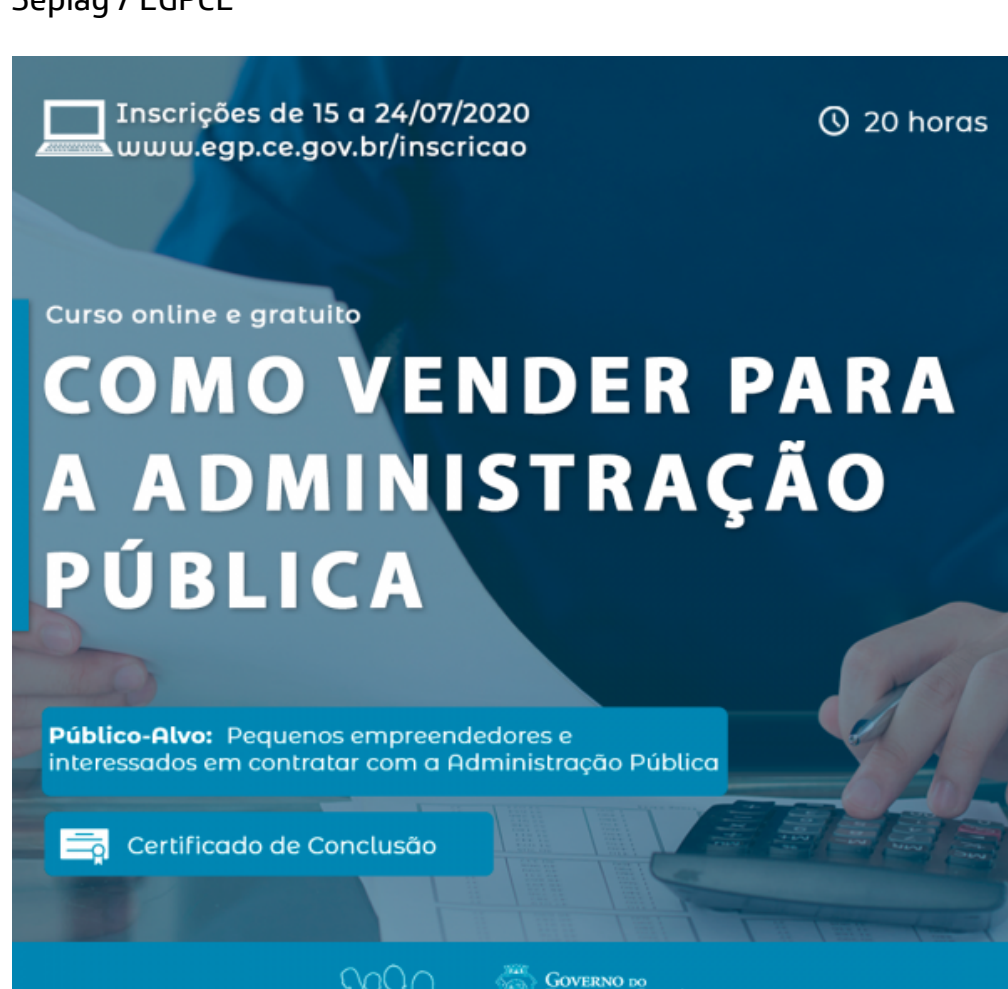 Seplag / EGPCE
Inscrições de 15 a 24/07/2020
www.egp.ce.gov.br/inscricao
20 horas
Curso online e gratuito
COMO VENDER PARA
A ADMINISTRAÇÃO
PÚBLICA
Público-Alvo: Pequenos empreendedores e
interessados em contratar com a Administração Pública
Certificado de Conclusão
GOVERNO DO